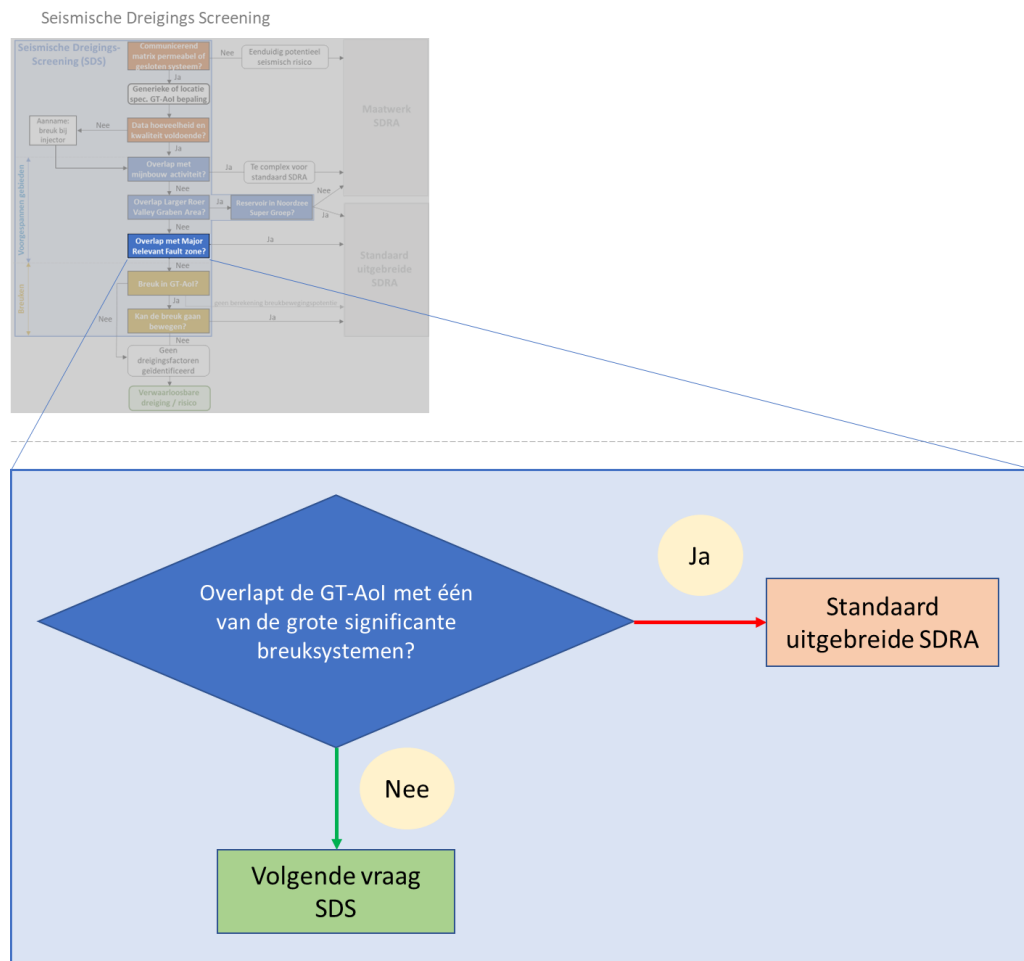 Seismische Dreigings Screening
Seismische Dreigings-
Screening (SDS)
Communicerend
matrix permeabel of
gesloten systeem?
Nee
Eenduidig potentieel
seismisch risico
Ja
Generieke of locatie
spec. GT-AoI bepaling
Maatwerk
SDRA
Aanname:
breuk bij
injector
Nee
Data hoeveelheid en
kwaliteit voldoende?
Ja
Voorgespannen gebieden
Overlap met
mijnbouw activiteit?
Ja
Te complex voor
standaard SDRA
Nee
Nee
Overlap Larger Roer
Valley Graben Area?
Ja
Reservoir in Noordzee
Super Groep?
Ja
Nee
Overlap met Major
Relevant Fault zone?
Ja
Standaard
uitgebreide
SDRA
Nee
Breuken
Breuk in GT-AoI?
Ja
geen berekening breukbewegingspotentie
Nee
Kan de breuk gaan
bewegen?
Ja
Nee
Geen
dreigingsfactoren
geïdentificeerd
Verwaarloosbare
dreiging / risico
Overlapt de GT-AoI met één
van de grote significante
breuksystemen?
Ja
Standaard
uitgebreide SDRA
Nee
Volgende vraag
SDS